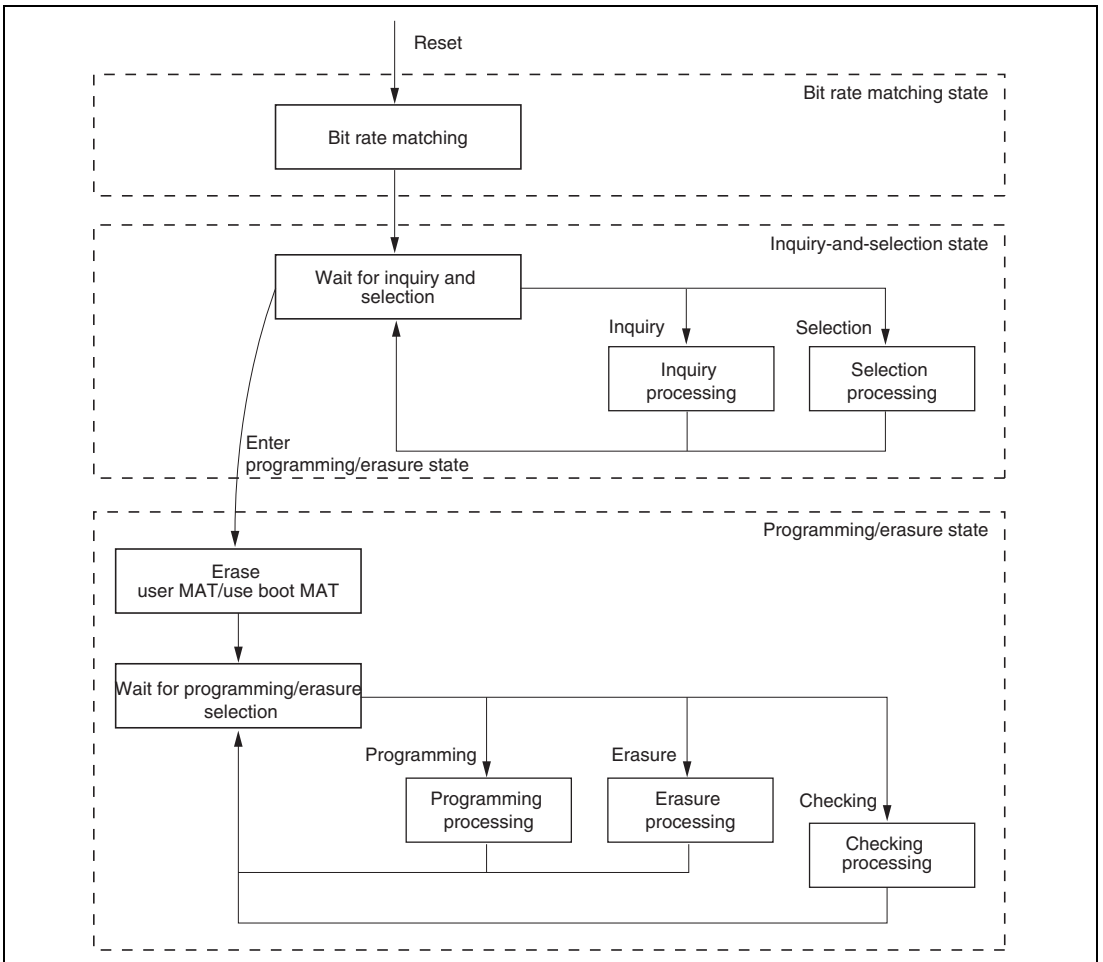 Reset
Bit rate matching state
Bit rate matching
Inquiry-and-selection state
Wait for inquiry and
selection
Inquiry
Selection
Inquiry
processing
Selection
processing
Enter
programming/erasure state
Programming/erasure state
Erase
user MAT/use boot MAT
Wait for programming/erasure
selection
Programming
Erasure
Checking
Programming
processing
Erasure
processing
Checking
processing